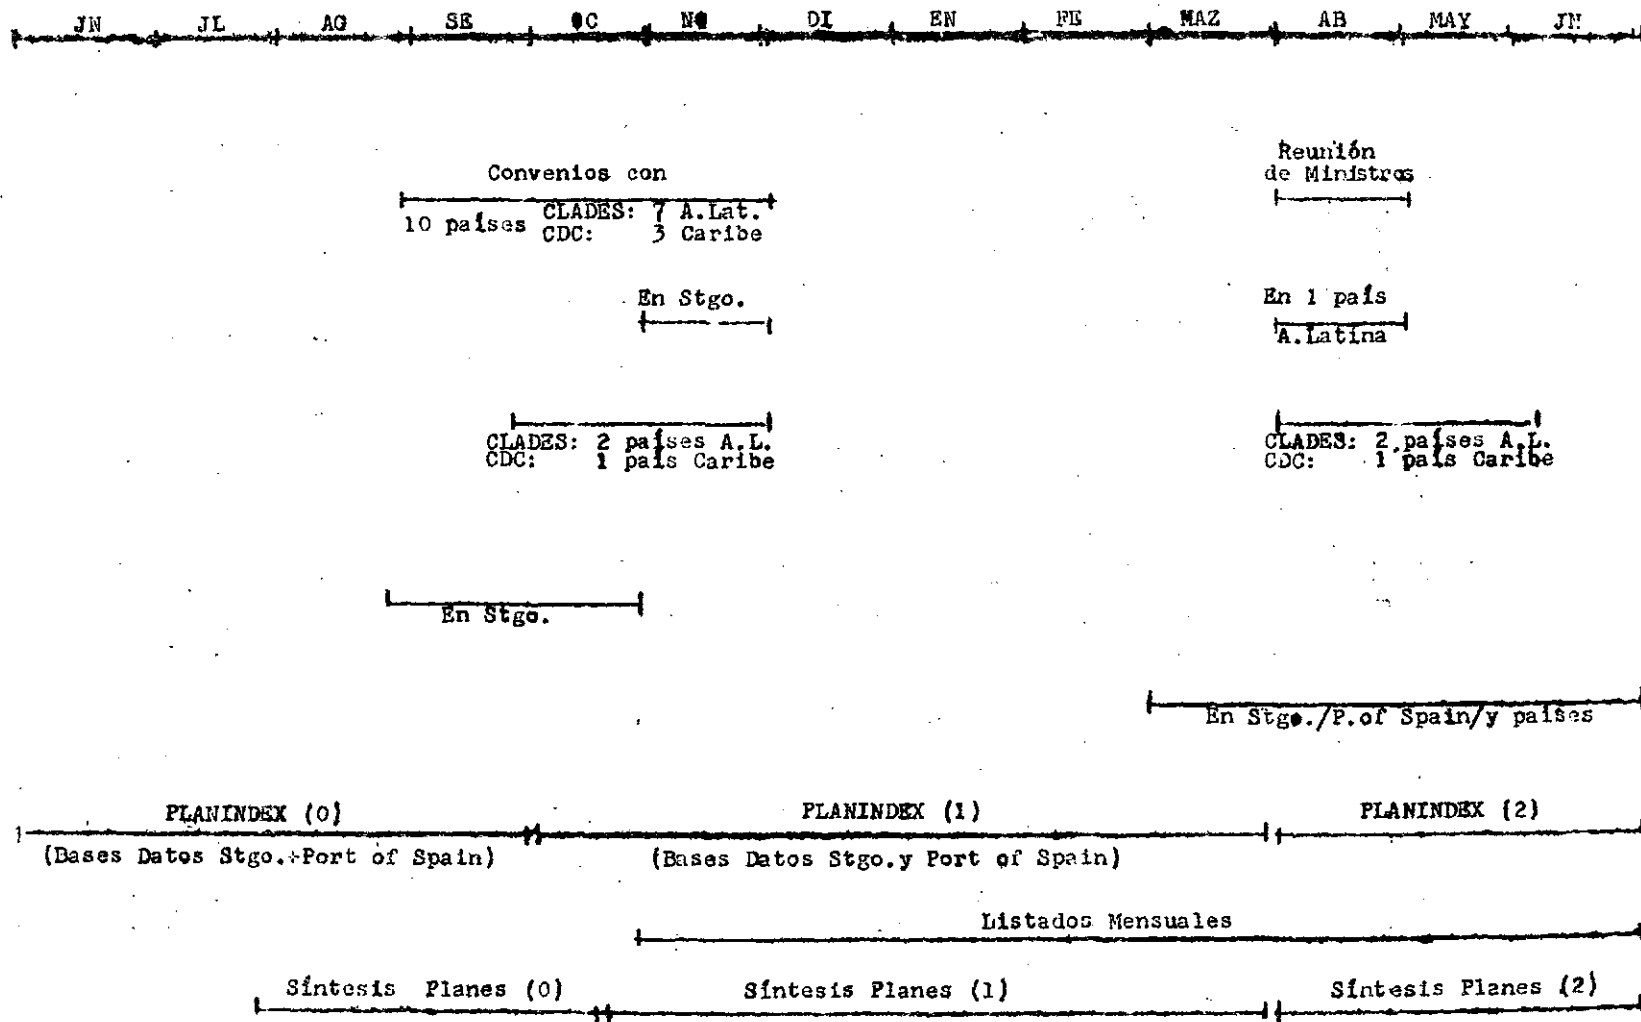 JN JL AG SE OC NO DI EN FE MAZ AB MAY JN
Convenios con
10 países
CLADES: 7 A.Lat.
CDC: 3 Caribe
Reunión
de Ministros
En Stgo.
En 1 país
A.Latina
CLADES: 2 países A.L.
CDC: 1 país Caribe
CLADES: 2 países A.L.
CDC: 1 país Caribe
En Stgo.
En Stgo./P.of Spain/y países
PLANINDEX (0)
(Bases Datos Stgo.+Port of Spain)
PLANINDEX (1)
(Bases Datos Stgo.y Port of Spain)
PLANINDEX (2)
Listados Mensuales
Síntesis Planes (0)
Síntesis Planes (1)
Síntesis Planes (2)